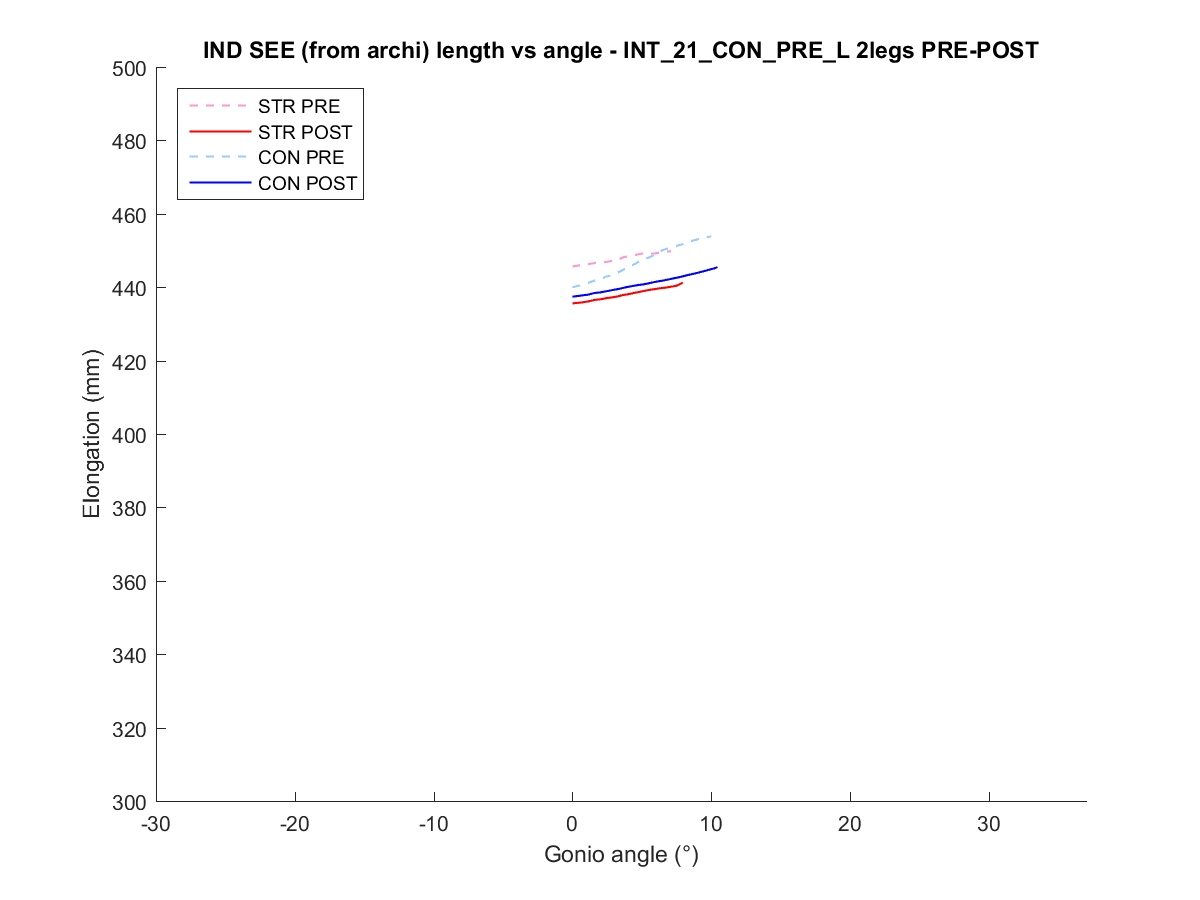 IND SEE (from archi) length vs angle - INT_21_CON_PRE_L 2legs PRE-POST
500
480
460
440
420
400
380
360
340
320
300
STR PRE
STR POST
CON PRE
CON POST
Elongation (mm)
-30 -20 -10 0 10 20 30
Gonio angle (°)